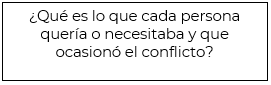 ¿Qué es lo que cada persona
quería o necesitaba y que
ocasionó el conflicto?